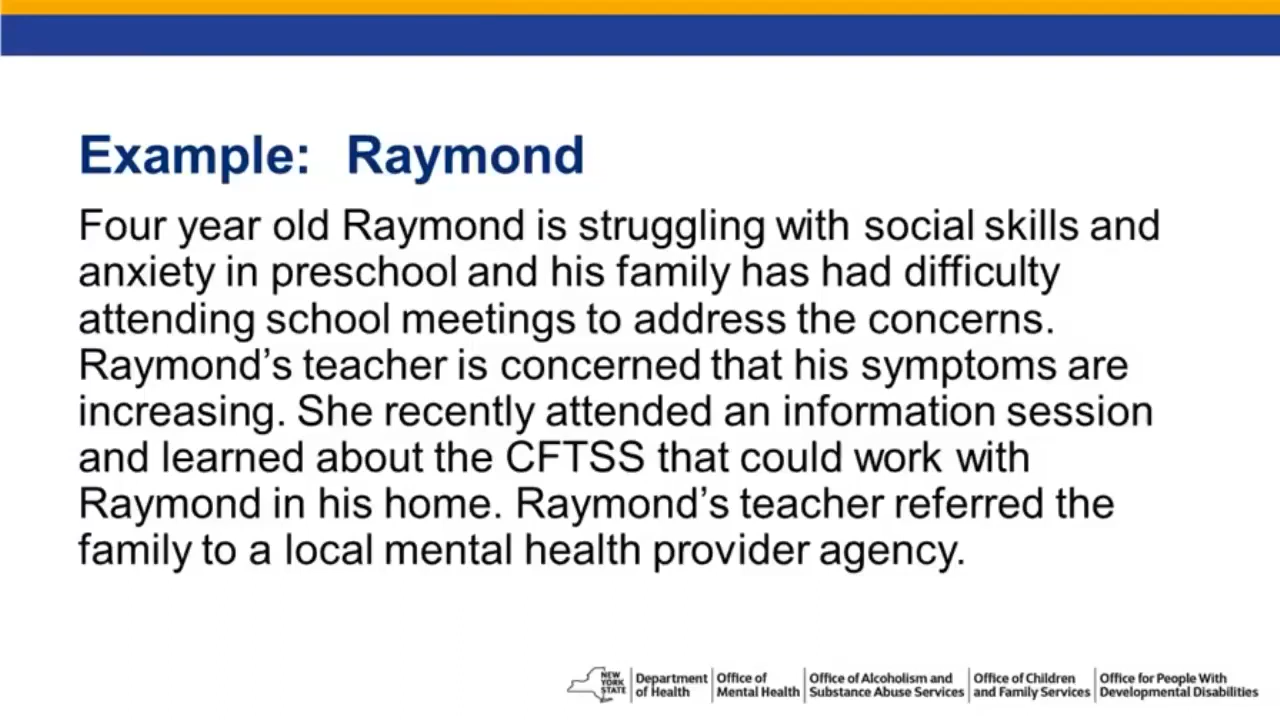 Example: Raymond
Four year old Raymond is struggling with social skills and
anxiety in preschool and his family has had difficulty
attending school meetings to address the concerns.
Raymond’s teacher is concerned that his symptoms are
increasing. She recently attended an information session
and learned about the CFTSS that could work with
Raymond in his home. Raymond’s teacher referred the
family to a local mental health provider agency.
NEW
YORK
STATE
Department
of Health
Office of
Mental Health
Office of Alcoholism and
Substance Abuse Services
Office of Children
and Family Services
Office for People With
Developmental Disabilities